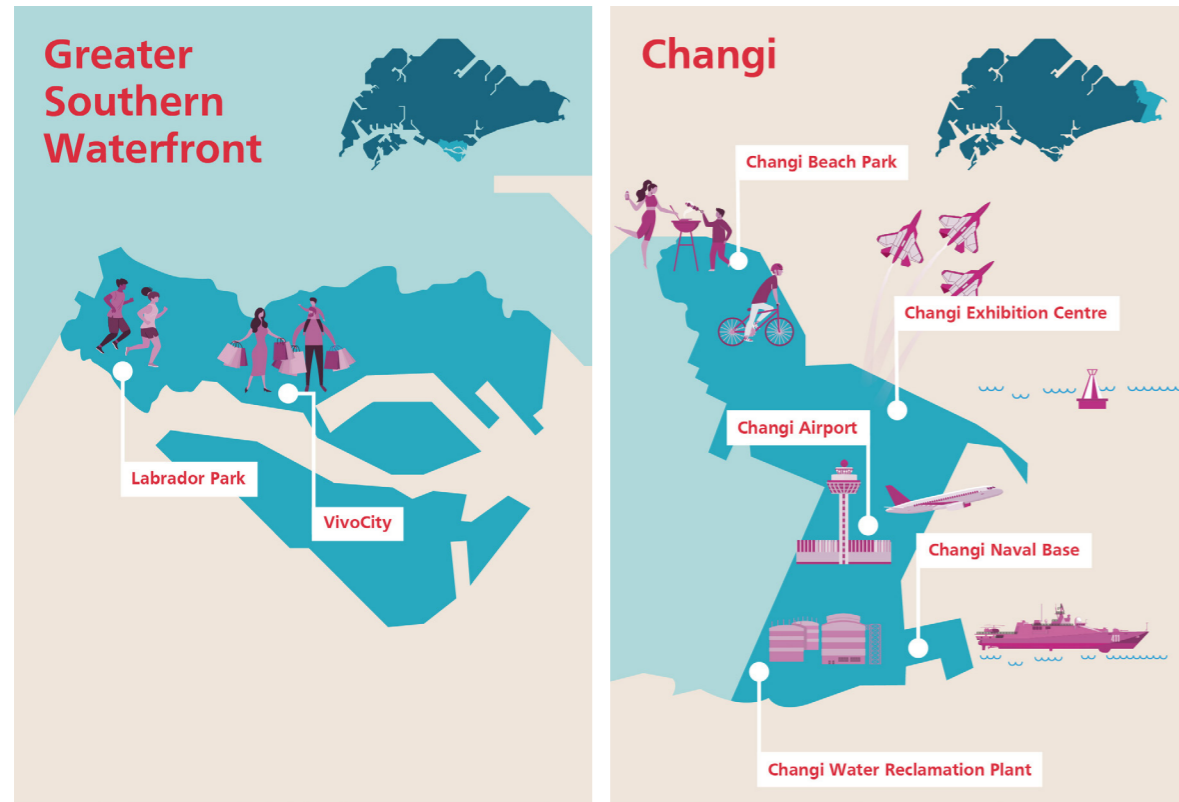 Greater
Southern
Waterfront
Labrador Park
VivoCity
Changi
Changi Beach Park
Changi Exhibition Centre
Changi Airport
Changi Naval Base
Changi Water Reclamation Plant